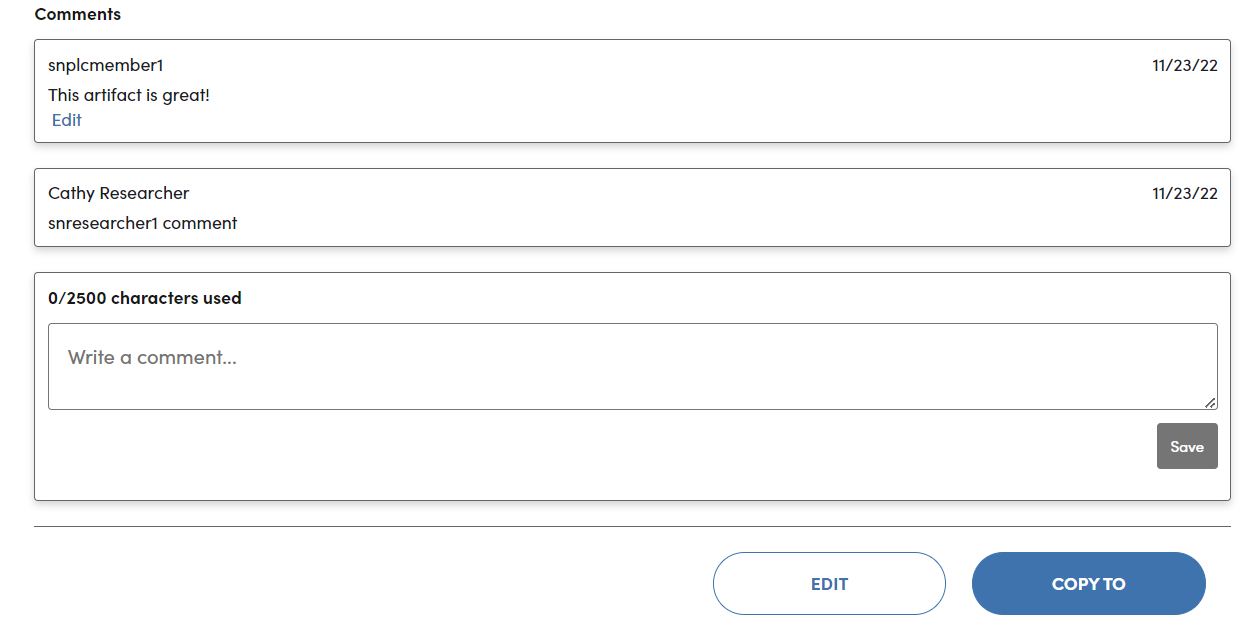 Comments
snplcmember1 11/23/22
This artifact is great!
Edit
Cathy Researcher 11/23/22
snresearcher1 comment
0/2500 characters used
Write a comment...
Save
EDIT COPY TO